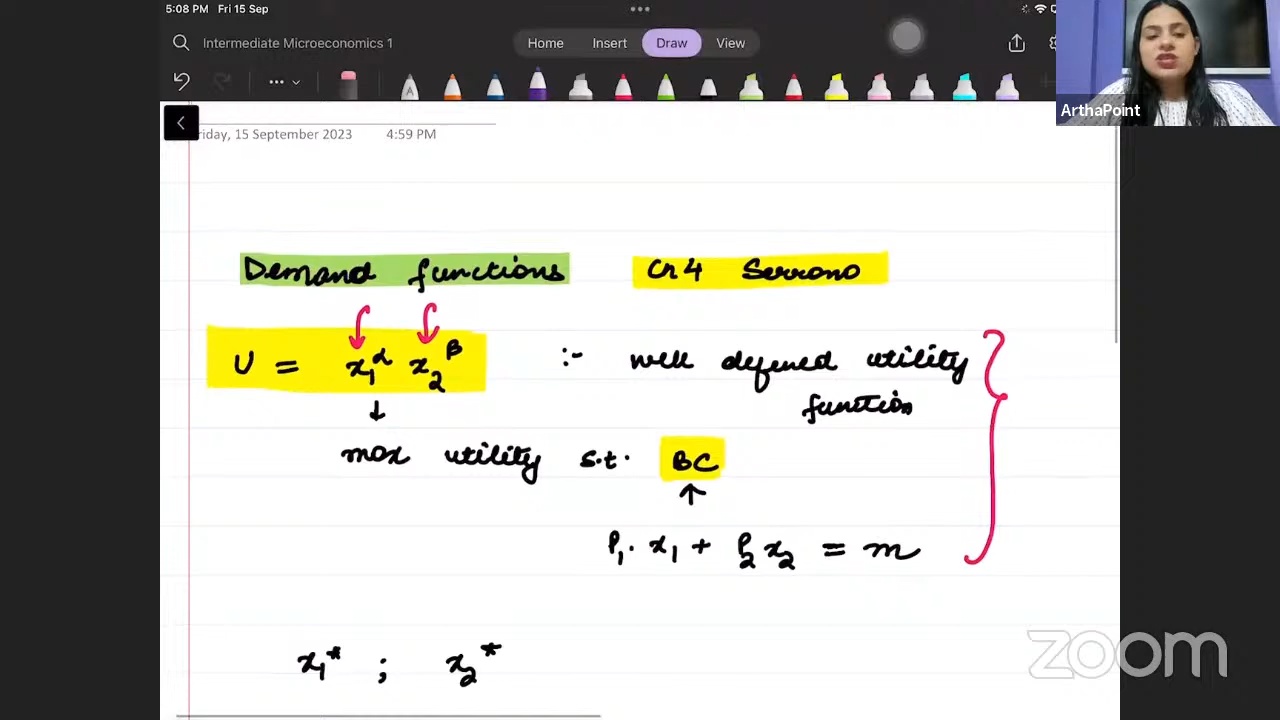 5:08 PM Fri 15 Sep
Intermediate Microeconomics 1 Home Insert Draw View
ArthaPoint
riday, 15 September 2023 4:59 PM
Demand functions Ch 4 Serrono
U = x₁^α x₂^β :- well defined utility
function
↓
max utility s.t. BC
↑
P₁. x₁ + P₂ x₂ = m
x₁* ; x₂*
zoom